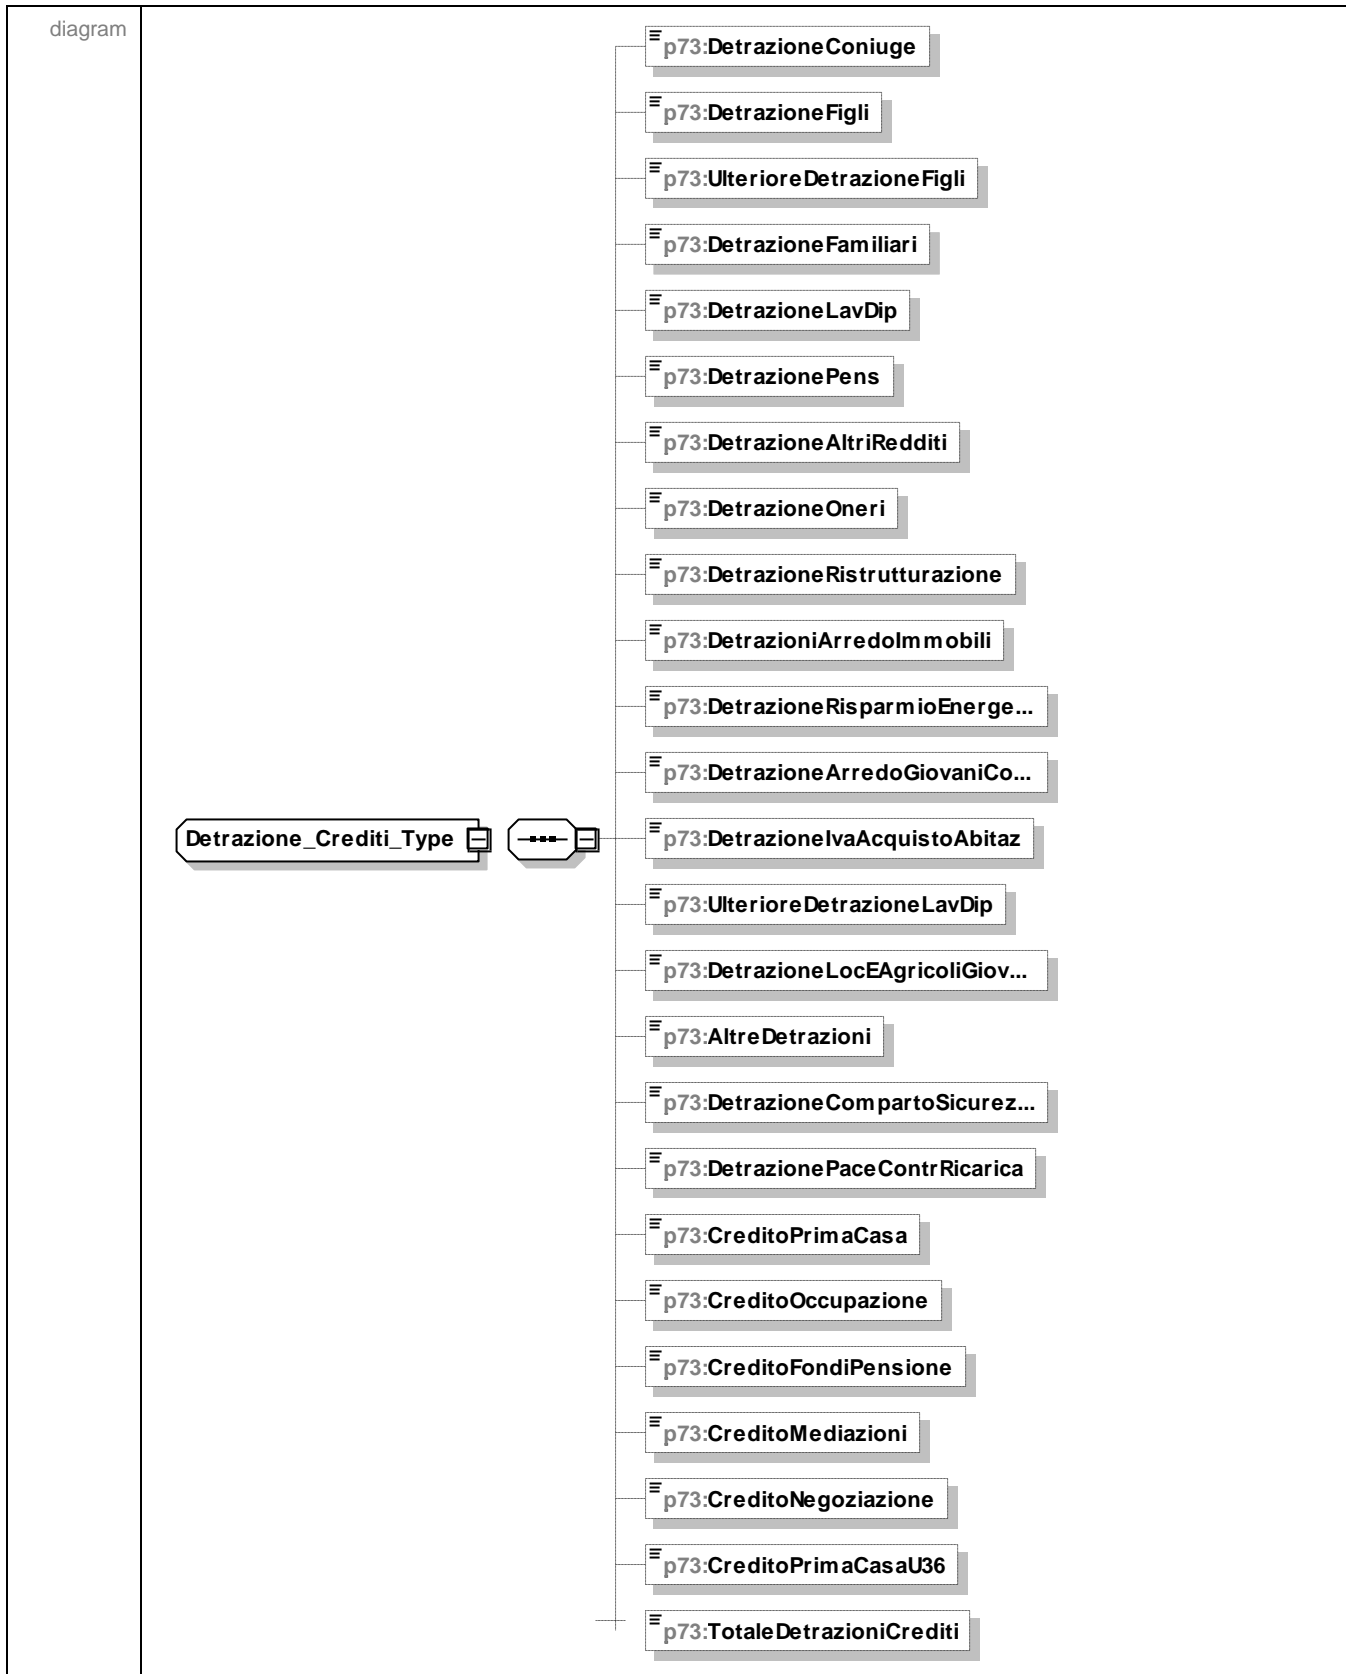 diagram
p73:DetrazioneConiuge
p73:DetrazioneFigli
p73:UlterioreDetrazioneFigli
p73:DetrazioneFamiliari
p73:DetrazioneLavDip
p73:DetrazionePens
p73:DetrazioneAltriRedditi
p73:DetrazioneOneri
p73:DetrazioneRistrutturazione
p73:DetrazioniArredoImmobili
p73:DetrazioneRisparmioEnerge...
p73:DetrazioneArredoGiovaniCo...
Detrazione_Crediti_Type
p73:DetrazioneIvaAcquistoAbitaz
p73:UlterioreDetrazioneLavDip
p73:DetrazioneLocEAgricoliGiov...
p73:AltreDetrazioni
p73:DetrazioneCompartoSicurez...
p73:DetrazionePaceContrRicarica
p73:CreditoPrimaCasa
p73:CreditoOccupazione
p73:CreditoFondiPensione
p73:CreditoMediazioni
p73:CreditoNegoziazione
p73:CreditoPrimaCasaU36
p73:TotaleDetrazioniCrediti